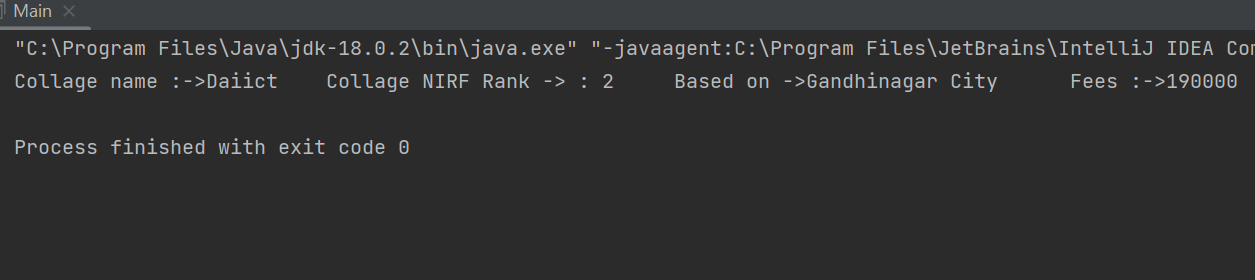 Main
"C:\Program Files\Java\jdk-18.0.2\bin\java.exe" "-javaagent:C:\Program Files\JetBrains\IntelliJ IDEA Con
Collage name :->Daiict    Collage NIRF Rank -> : 2     Based on ->Gandhinagar City      Fees :->190000
Process finished with exit code 0